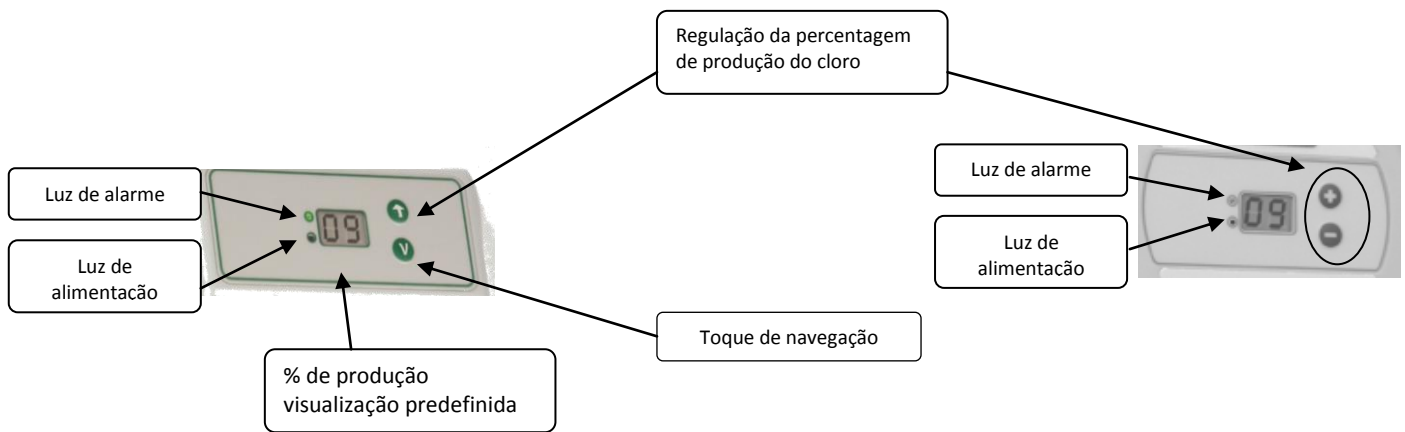 Regulação da percentagem
de produção do cloro
Luz de alarme
Luz de
alimentação
09
V
% de produção
visualização predefinida
Toque de navegação
Luz de alarme
Luz de
alimentação
09
+
-